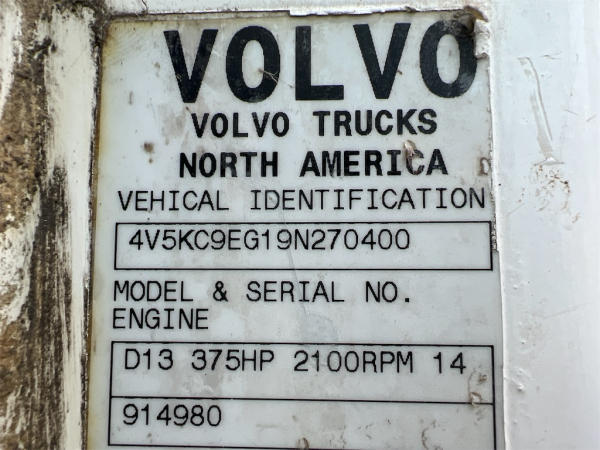 VOLVO
VOLVO TRUCKS
NORTH AMERICA
VEHICAL IDENTIFICATION
4V5KC9EG19N270400
MODEL & SERIAL NO.
ENGINE
D13 375HP 2100RPM 14
914980